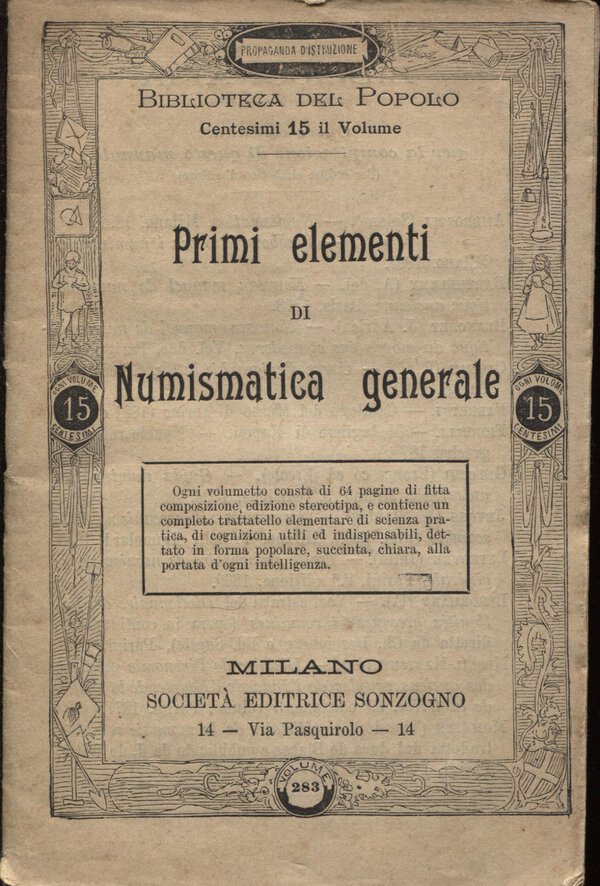 PROPAGANDA D'ISTRUZIONE
BIBLIOTECA DEL POPOLO
Centesimi 15 il Volume
Primi elementi
DI
Numismatica generale
OGNI VOLUME
15
CENTESIMI
OGNI VOLUME
15
CENTESIMI
Ogni volumetto consta di 64 pagine di fitta
composizione, edizione stereotipa, e contiene un
completo trattatello elementare di scienza pra-
tica, di cognizioni utili ed indispensabili, det-
tato in forma popolare, succinta, chiara, alla
portata d'ogni intelligenza.
MILANO
SOCIETÀ EDITRICE SONZOGNO
14 — Via Pasquirolo — 14
VOLUME
283